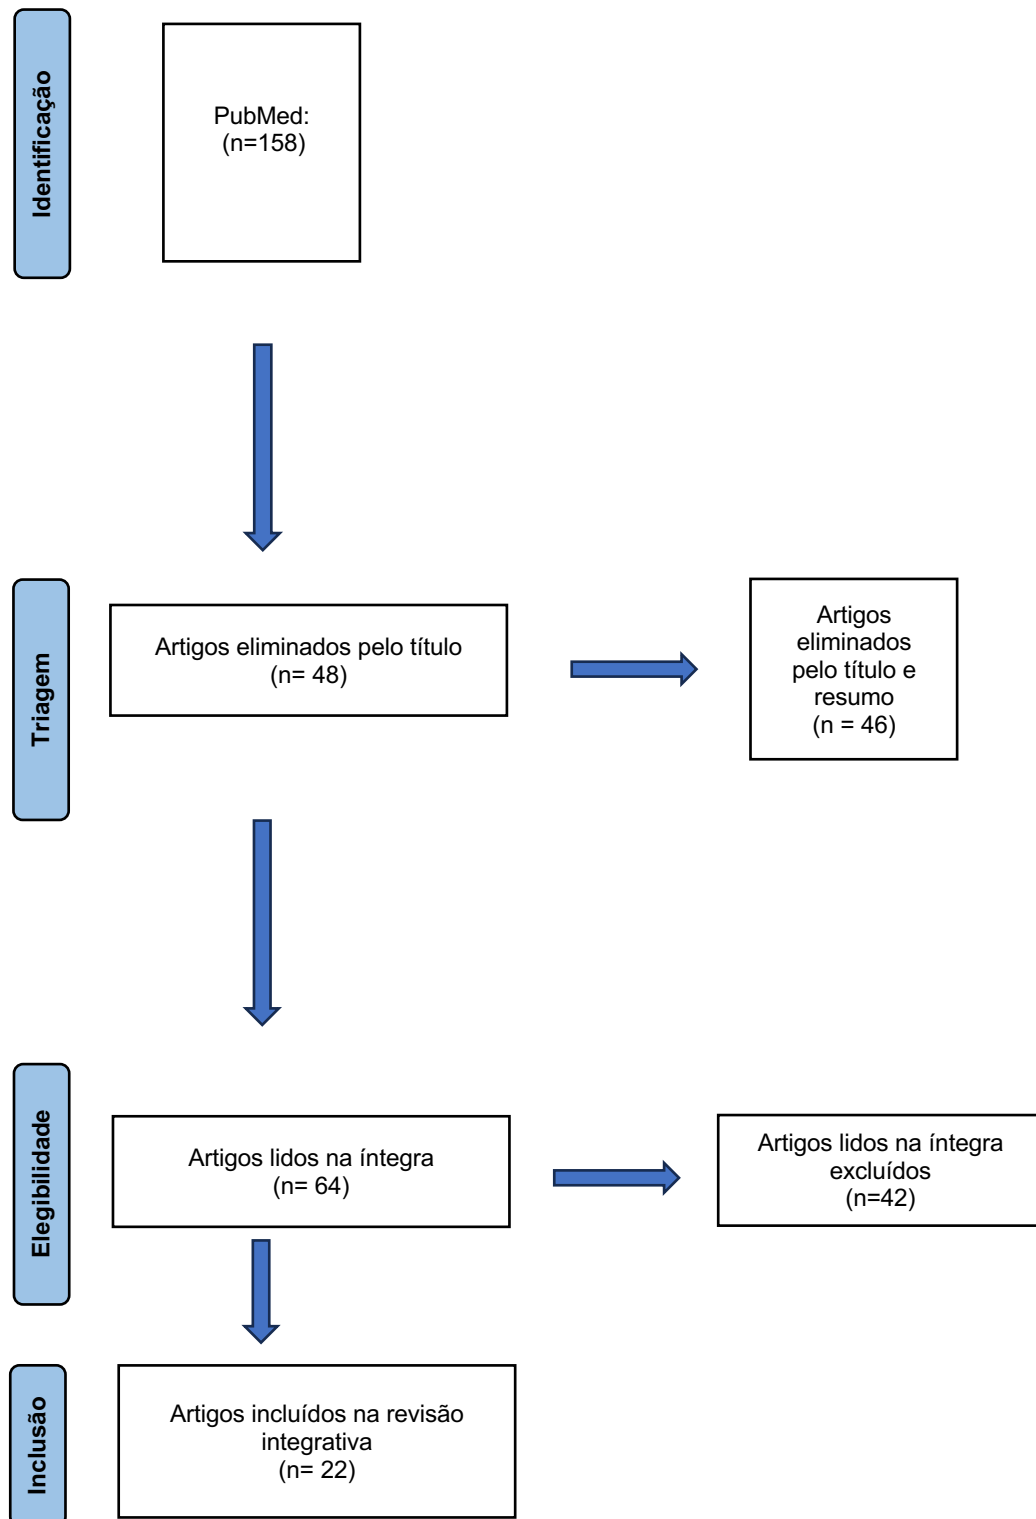 Identificação
PubMed:
(n=158)
Triagem
Artigos eliminados pelo título
(n= 48)
Artigos
eliminados
pelo título e
resumo
(n = 46)
Elegibilidade
Artigos lidos na íntegra
(n= 64)
Artigos lidos na íntegra
excluídos
(n=42)
Inclusão
Artigos incluídos na revisão
integrativa
(n= 22)